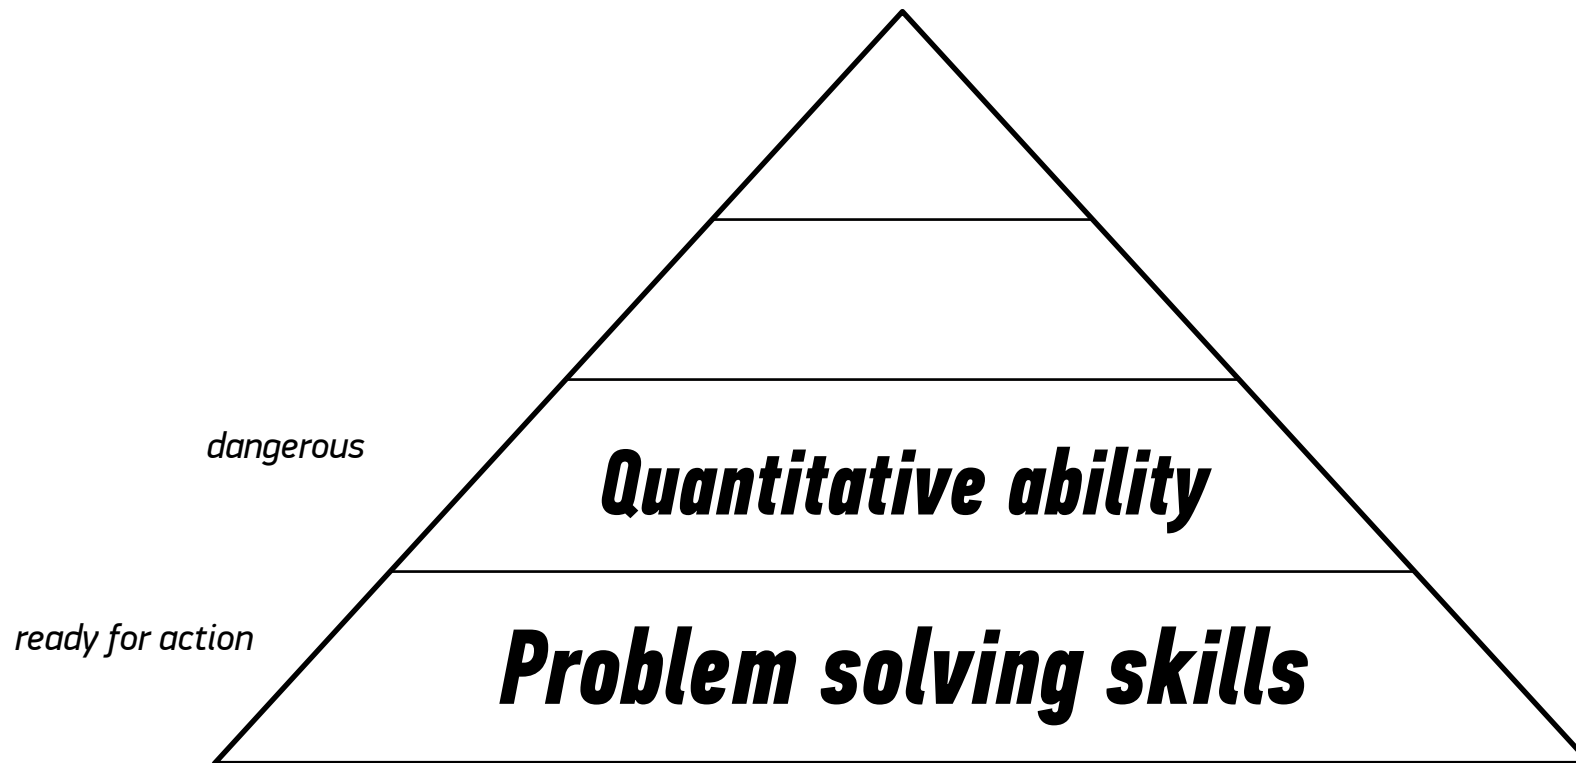 dangerous
Quantitative ability
ready for action
Problem solving skills